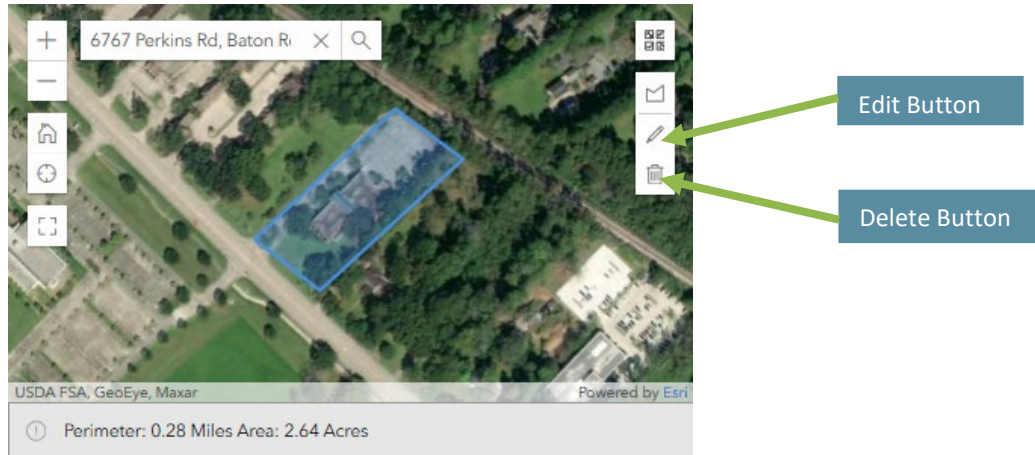 6767 Perkins Rd, Baton R
Edit Button
Delete Button
USDA FSA, GeoEye, Maxar
Powered by Esri
Perimeter: 0.28 Miles Area: 2.64 Acres